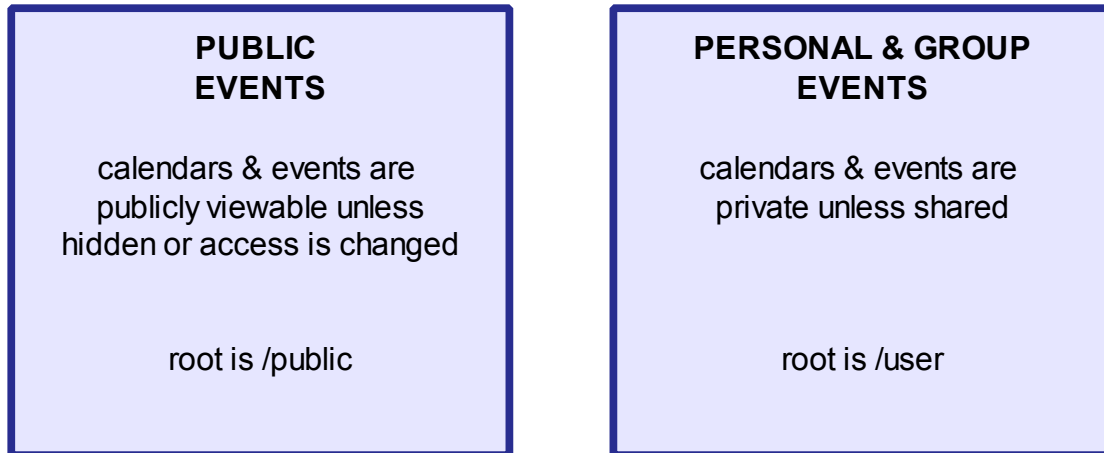 PUBLIC
EVENTS
calendars & events are
publicly viewable unless
hidden or access is changed
root is /public
PERSONAL & GROUP
EVENTS
calendars & events are
private unless shared
root is /user